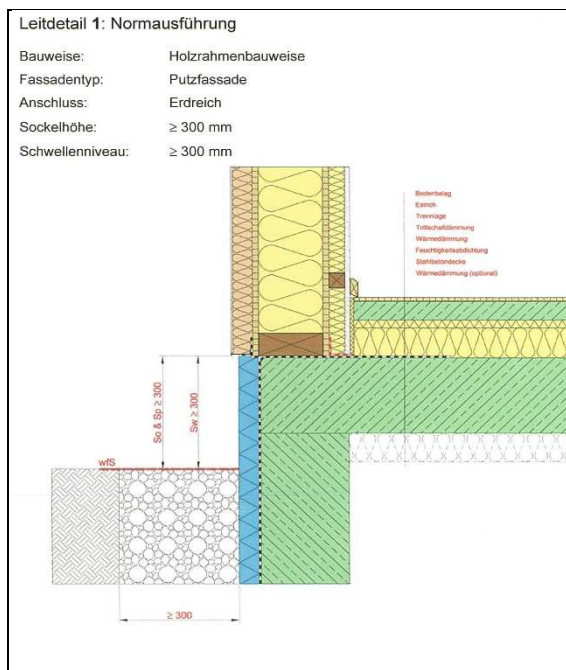 Leitdetail 1: Normausführung
Bauweise: Holzrahmenbauweise
Fassadentyp: Putzfassade
Anschluss: Erdreich
Sockelhöhe: ≥ 300 mm
Schwellenniveau: ≥ 300 mm
Bodenbelag
Estrich
Trennlage
Trittschalldämmung
Wärmedämmung
Feuchtigkeitsabdichtung
Stahlbetondecke
Wärmedämmung (optional)
So & Sp ≥ 300
Sw ≥ 300
wfS
≥ 300